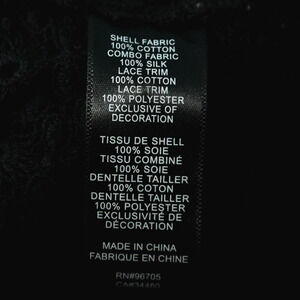 SHELL FABRIC
100% COTTON
COMBO FABRIC
100% SILK
LACE TRIM
100% COTTON
LACE TRIM
100% POLYESTER
EXCLUSIVE OF
DECORATION
TISSU DE SHELL
100% SOIE
TISSU COMBINÉ
100% SOIE
DENTELLE TAILLER
100% COTON
DENTELLE TAILLER
100% POLYESTER
EXCLUSIVITÉ DE
DÉCORATION
MADE IN CHINA
FABRIQUE EN CHINE
RN#96705
CA#34460